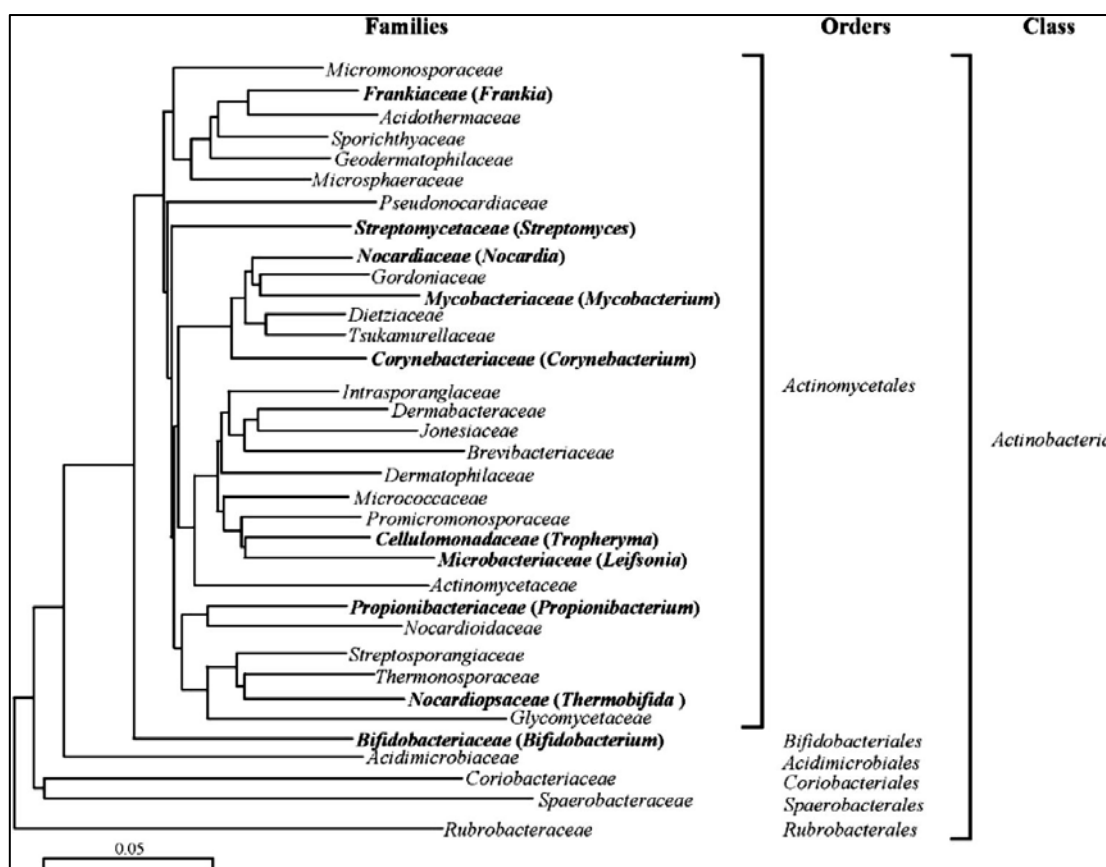 Families Orders Class
Micromonosporaceae
Frankiaceae (Frankia)
Acidothermaceae
Sporichthyaceae
Geodermatophilaceae
Microsphaeraceae
Pseudonocardiaceae
Streptomycetaceae (Streptomyces)
Nocardiaceae (Nocardia)
Gordoniaceae
Mycobacteriaceae (Mycobacterium)
Dietziaceae
Tsukamurellaceae
Corynebacteriaceae (Corynebacterium)
Actinomycetales
Intrasporanglaceae
Dermabacteraceae
Jonesiaceae
Actinobacteria
Brevibacteriaceae
Dermatophilaceae
Micrococcaceae
Promicromonosporaceae
Cellulomonadaceae (Tropheryma)
Microbacteriaceae (Leifsonia)
Actinomycetaceae
Propionibacteriaceae (Propionibacterium)
Nocardioidaceae
Streptosporangiaceae
Thermonosporaceae
Nocardiopsaceae (Thermobifida )
Glycomycetaceae
Bifidobacteriaceae (Bifidobacterium) Bifidobacteriales
Acidimicrobiaceae Acidimicrobiales
Coriobacteriaceae Coriobacteriales
Spaerobacteraceae Spaerobacterales
Rubrobacteraceae Rubrobacterales
0.05